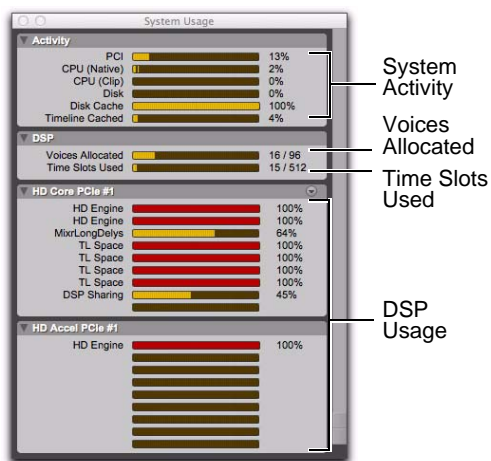 System Usage
Activity
PCI 13%
CPU (Native) 2%
CPU (Clip) 0%
Disk 0%
Disk Cache 100%
Timeline Cached 4%
DSP
Voices Allocated 16 / 96
Time Slots Used 15 / 512
HD Core PCIe #1
HD Engine 100%
HD Engine 100%
MixrLongDelys 64%
TL Space 100%
TL Space 100%
TL Space 100%
TL Space 100%
DSP Sharing 45%
HD Accel PCIe #1
HD Engine 100%
System
Activity
Voices
Allocated
Time Slots
Used
DSP
Usage